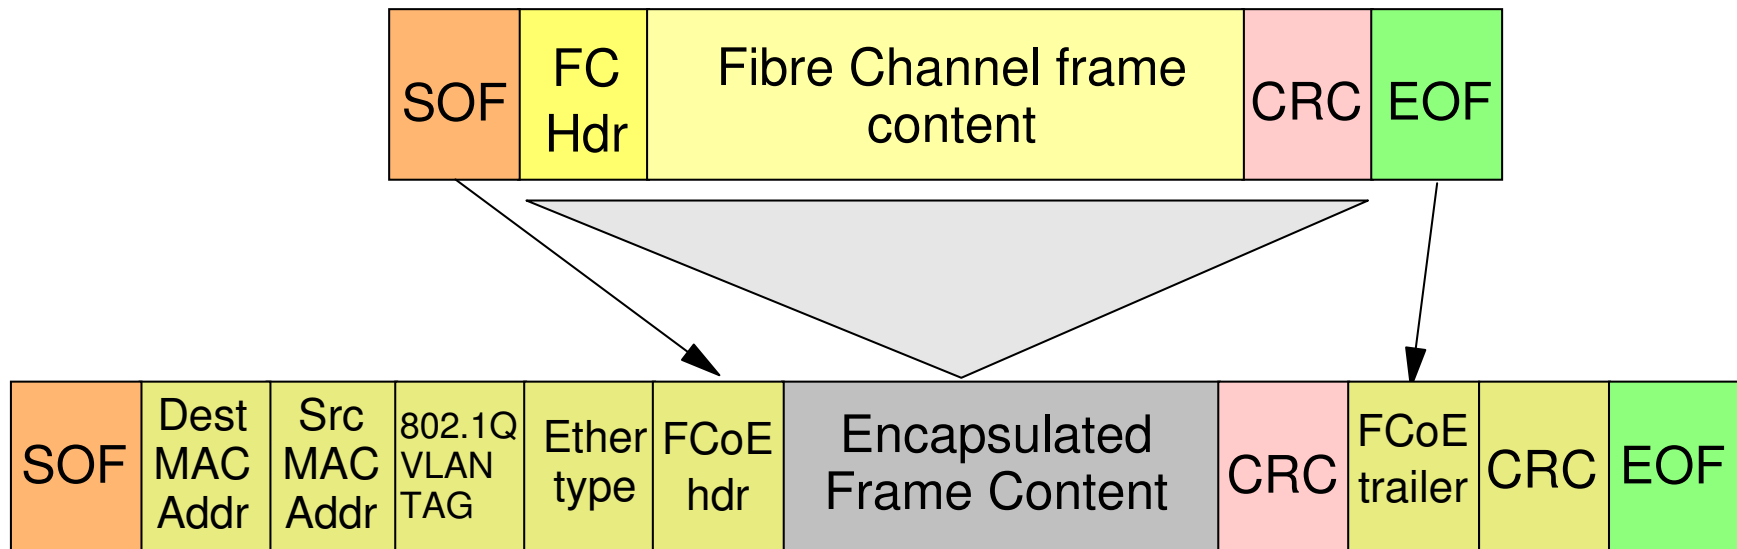 SOF
FC
Hdr
Fibre Channel frame
content
CRC
EOF
SOF
Dest
MAC
Addr
Src
MAC
Addr
802.1Q
VLAN
TAG
Ether
type
FCoE
hdr
Encapsulated
Frame Content
CRC
FCoE
trailer
CRC
EOF